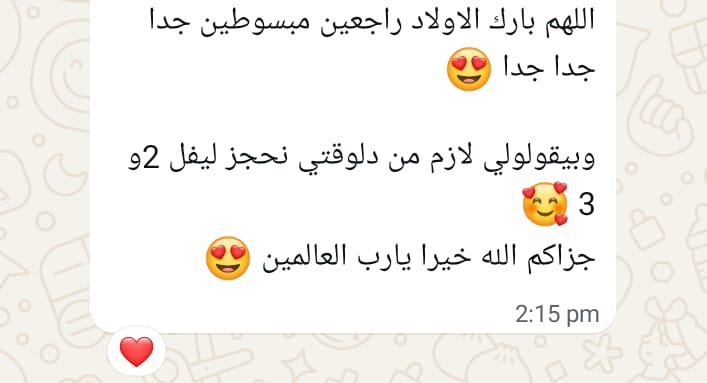 اللهم بارك الاولاد راجعين مبسوطين جدا
جدا جدا 😍
وبيقولولي لازم من دلوقتي نحجز ليفل 2و
3 🥰
جزاكم الله خيرا يارب العالمين 😍
2:15 pm
❤️